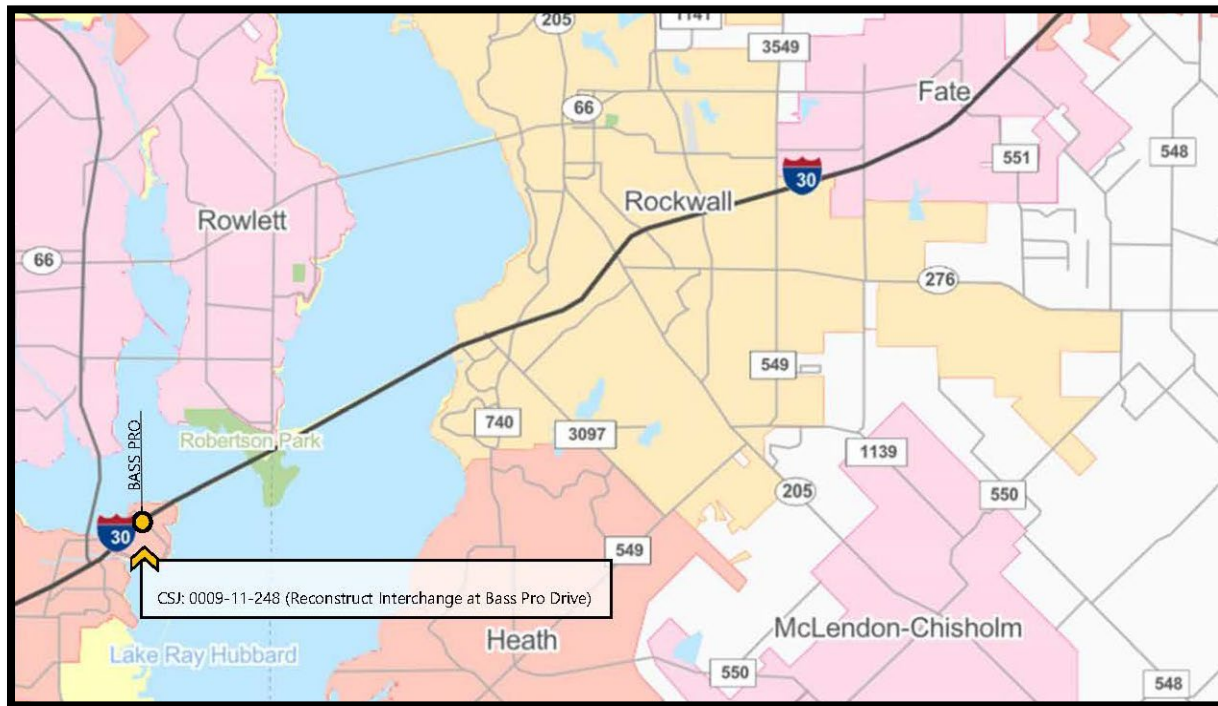 205
1141
3549
Fate
66
551
548
30
Rowlett
Rockwall
66
276
549
740
3097
Robertson Park
BASS PRO
1139
205
550
30
549
CSJ: 0009-11-248 (Reconstruct Interchange at Bass Pro Drive)
Heath
McLendon-Chisholm
Lake Ray Hubbard
550
548